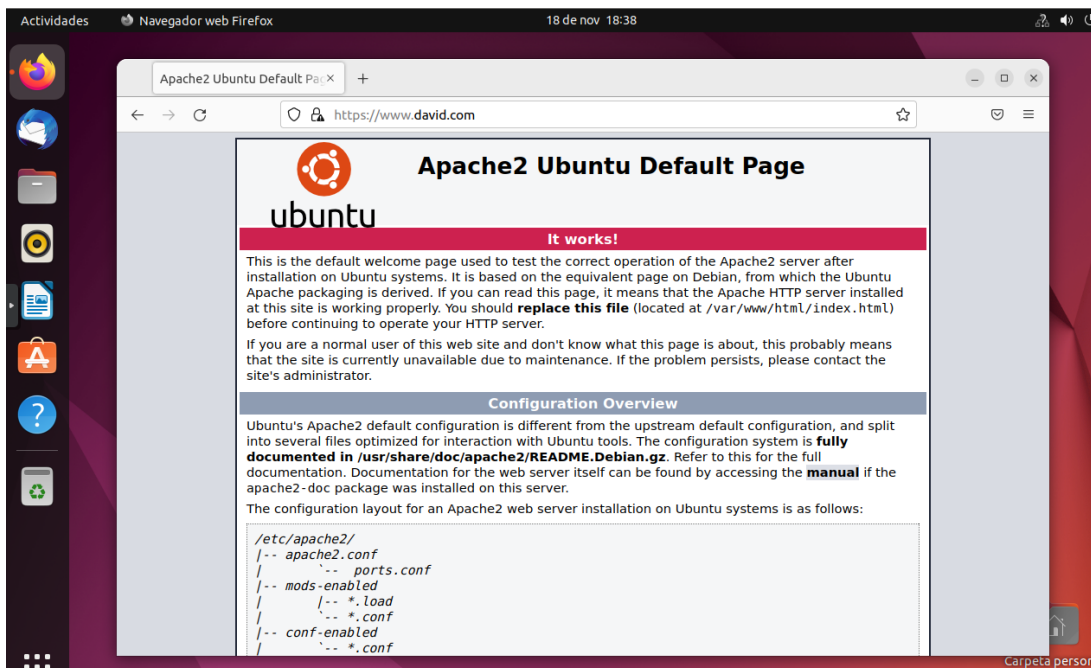 Actividades Navegador web Firefox 18 de nov 18:38
Apache2 Ubuntu Default Pag
https://www.david.com
Apache2 Ubuntu Default Page
ubuntu
It works!
This is the default welcome page used to test the correct operation of the Apache2 server after
installation on Ubuntu systems. It is based on the equivalent page on Debian, from which the Ubuntu
Apache packaging is derived. If you can read this page, it means that the Apache HTTP server installed
at this site is working properly. You should replace this file (located at /var/www/html/index.html)
before continuing to operate your HTTP server.
If you are a normal user of this web site and don't know what this page is about, this probably means
that the site is currently unavailable due to maintenance. If the problem persists, please contact the
site's administrator.
Configuration Overview
Ubuntu's Apache2 default configuration is different from the upstream default configuration, and split
into several files optimized for interaction with Ubuntu tools. The configuration system is fully
documented in /usr/share/doc/apache2/README.Debian.gz. Refer to this for the full
documentation. Documentation for the web server itself can be found by accessing the manual if the
apache2-doc package was installed on this server.
The configuration layout for an Apache2 web server installation on Ubuntu systems is as follows:
/etc/apache2/
|-- apache2.conf
|       `--  ports.conf
|-- mods-enabled
|       |-- *.load
|       `-- *.conf
|-- conf-enabled
|       `-- *.conf
Carpeta person